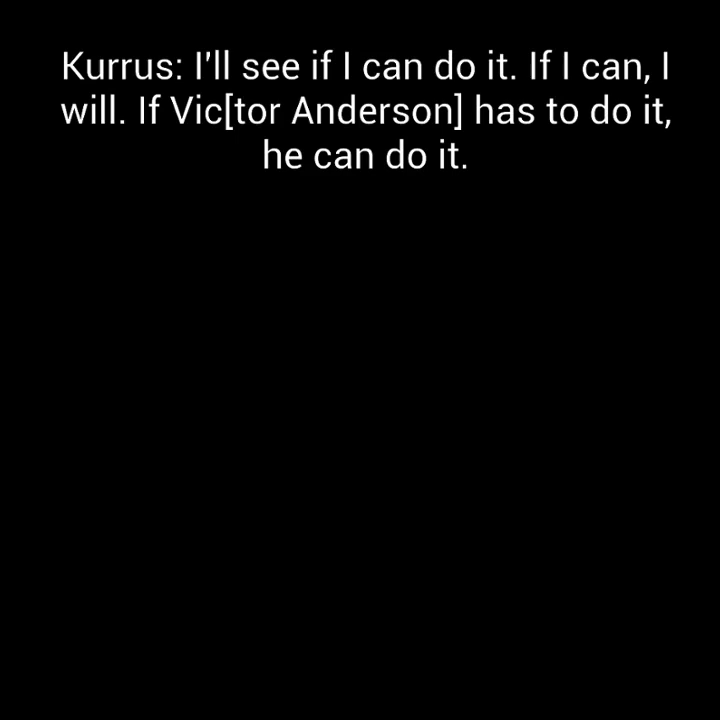 Kurrus: I'll see if I can do it. If I can, I
will. If Vic[tor Anderson] has to do it,
he can do it.